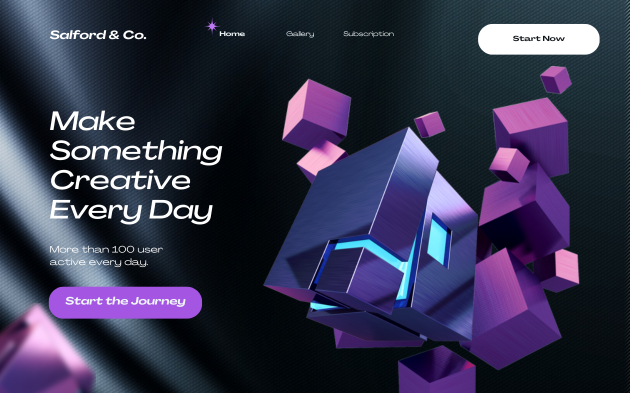 Salford & Co.
Home
Gallery
Subscription
Start Now
Make
Something
Creative
Every Day
More than 100 user
active every day.
Start the Journey